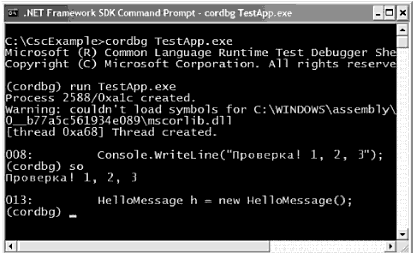 .NET Framework SDK Command Prompt - cordbg TestApp.exe
C:\CscExample>cordbg TestApp.exe
Microsoft (R) Common Language Runtime Test Debugger She
Copyright (C) Microsoft Corporation. All rights reserve
(cordbg) run TestApp.exe
Process 2588/0xa1c created.
Warning: couldn't load symbols for C:\WINDOWS\assembly\
0__b77a5c561934e089\mscorlib.dll
[thread 0xa68] Thread created.
008: Console.WriteLine("Проверка! 1, 2, 3");
(cordbg) so
Проверка! 1, 2, 3
013: HelloMessage h = new HelloMessage();
(cordbg) _